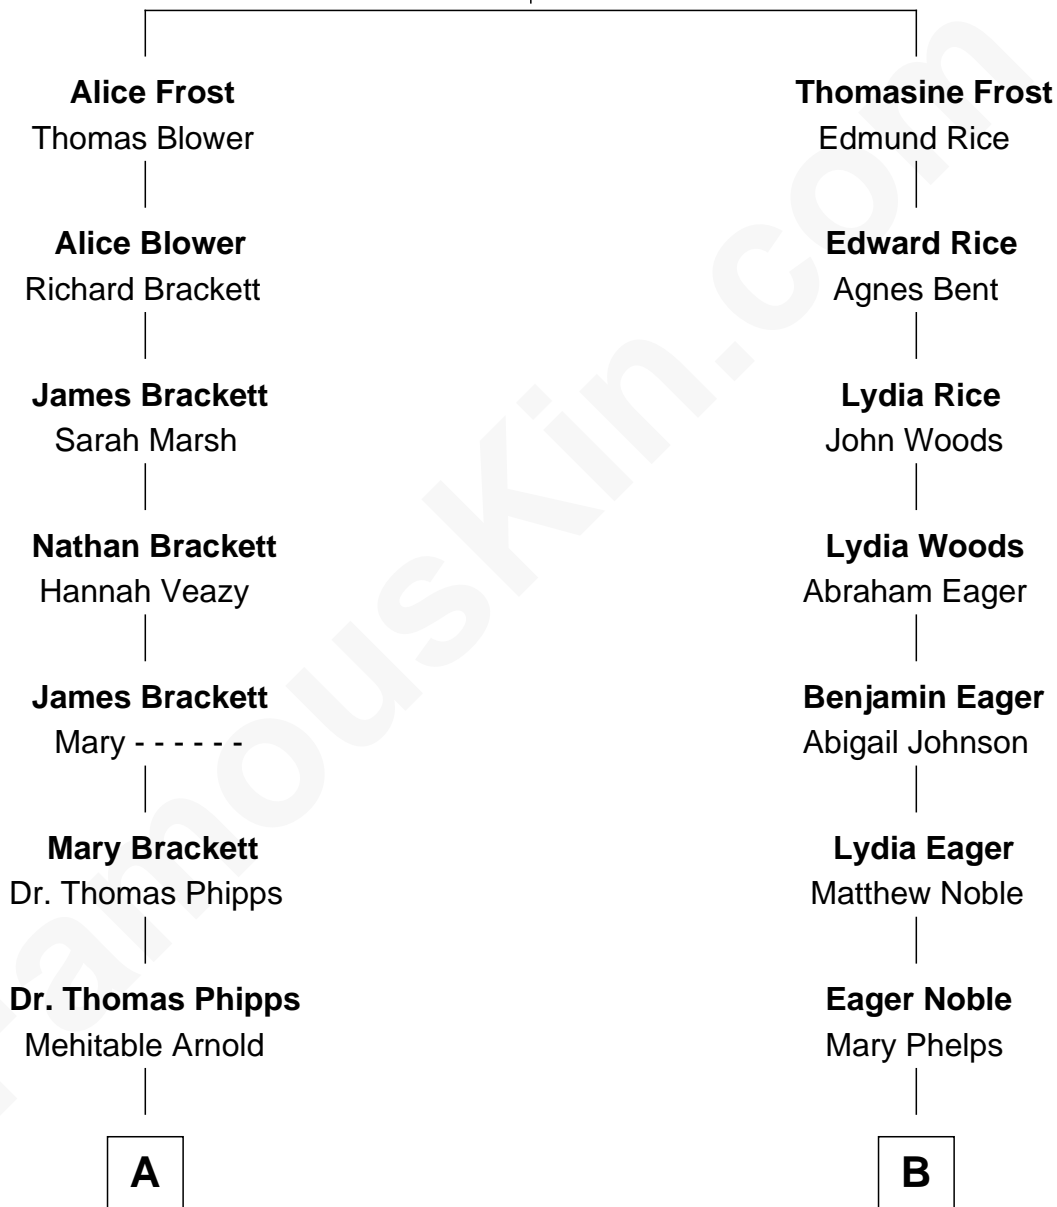 Alice Frost
Thomas Blower
Thomasine Frost
Edmund Rice
Alice Blower
Richard Brackett
Edward Rice
Agnes Bent
James Brackett
Sarah Marsh
Lydia Rice
John Woods
Nathan Brackett
Hannah Veazy
Lydia Woods
Abraham Eager
James Brackett
Mary - - - - - -
Benjamin Eager
Abigail Johnson
Mary Brackett
Dr. Thomas Phipps
Lydia Eager
Matthew Noble
Dr. Thomas Phipps
Mehitable Arnold
Eager Noble
Mary Phelps
A
B
FamousKin.com